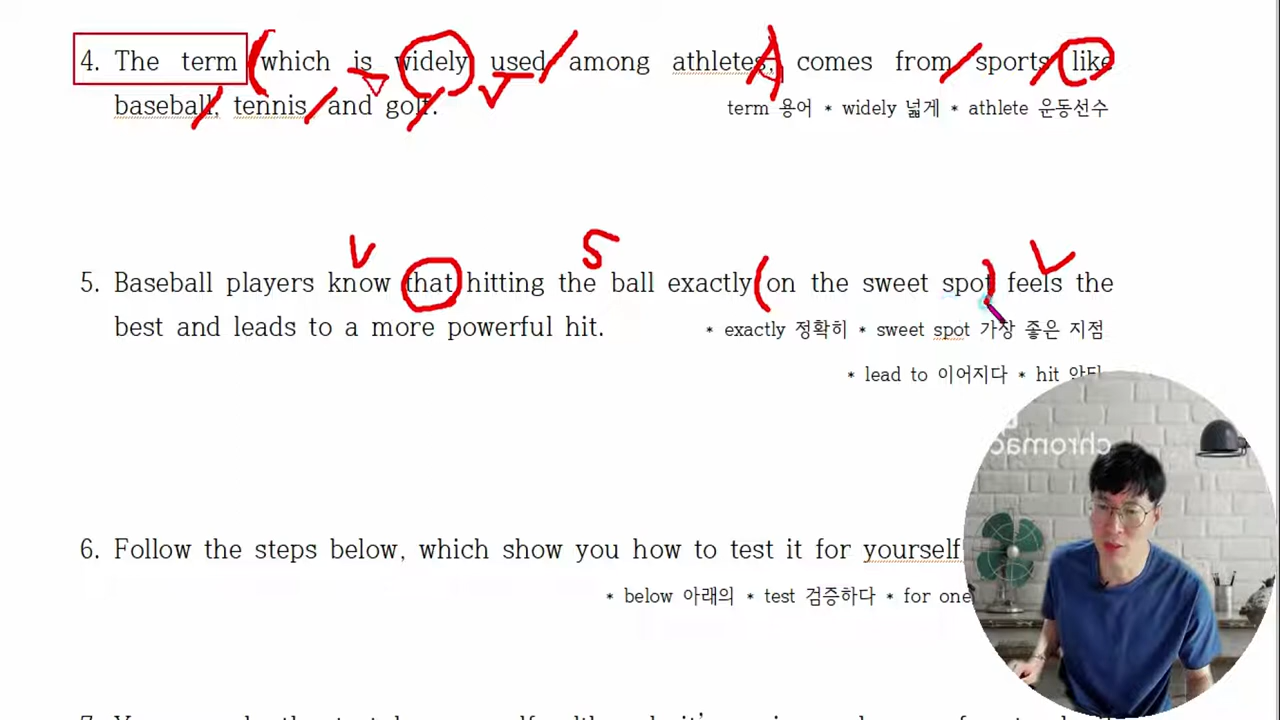 4. The term which is widely used among athletes, comes from sports like
baseball, tennis, and golf.
term 용어 * widely 넓게 * athlete 운동선수
V S V
5. Baseball players know that hitting the ball exactly on the sweet spot feels the
best and leads to a more powerful hit.
* exactly 정확히 * sweet spot 가장 좋은 지점
* lead to 이어지다 * hit
6. Follow the steps below, which show you how to test it for yourself
* below 아래의 * test 검증하다 * for one